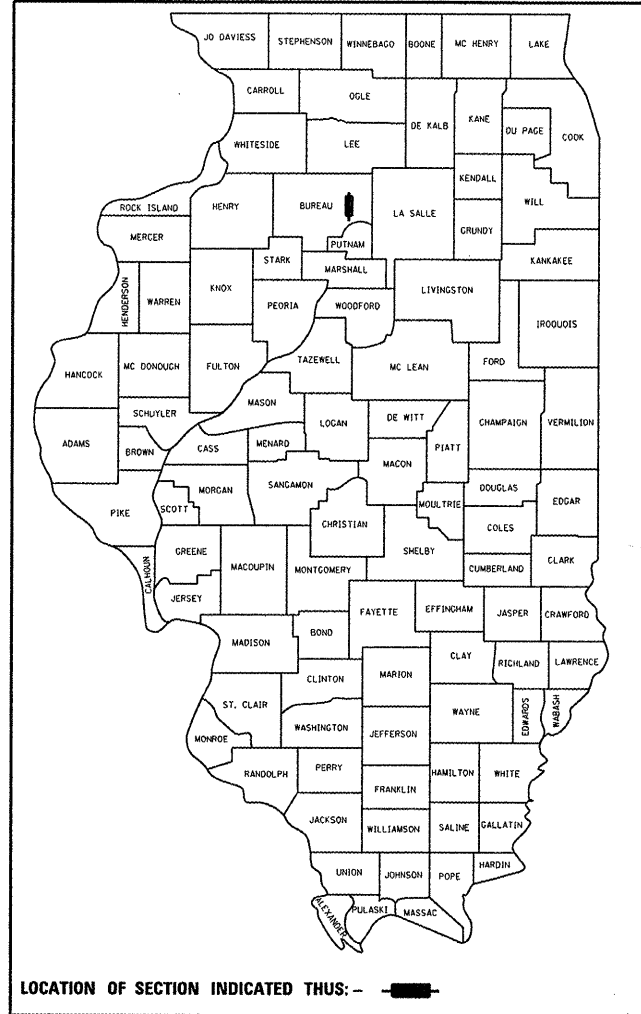 JO DAVIESS STEPHENSON WINNEBAGO BOONE MC HENRY LAKE
CARROLL OGLE DE KALB KANE DU PAGE COOK
WHITESIDE LEE
KENDALL
ROCK ISLAND HENRY BUREAU LA SALLE WILL
MERCER PUTNAM GRUNDY
STARK MARSHALL KANKAKEE
HENDERSON WARREN KNOX PEORIA WOODFORD LIVINGSTON
IROQUOIS
HANCOCK MC DONOUGH FULTON TAZEWELL MC LEAN FORD
MASON
SCHUYLER LOGAN DE WITT CHAMPAIGN VERMILION
ADAMS BROWN CASS MENARD PIATT
MACON
PIKE SCOTT MORGAN SANGAMON MOULTRIE DOUGLAS EDGAR
CHRISTIAN COLES
GREENE MACOUPIN MONTGOMERY SHELBY
CALHOUN CUMBERLAND CLARK
JERSEY FAYETTE EFFINGHAM JASPER CRAWFORD
MADISON BOND
CLAY RICHLAND LAWRENCE
CLINTON MARION
ST. CLAIR WAYNE EDWARDS WABASH
WASHINGTON JEFFERSON
MONROE
RANDOLPH PERRY HAMILTON WHITE
FRANKLIN
JACKSON WILLIAMSON SALINE GALLATIN
UNION JOHNSON POPE HARDIN
ALEXANDER PULASKI MASSAC
LOCATION OF SECTION INDICATED THUS: -